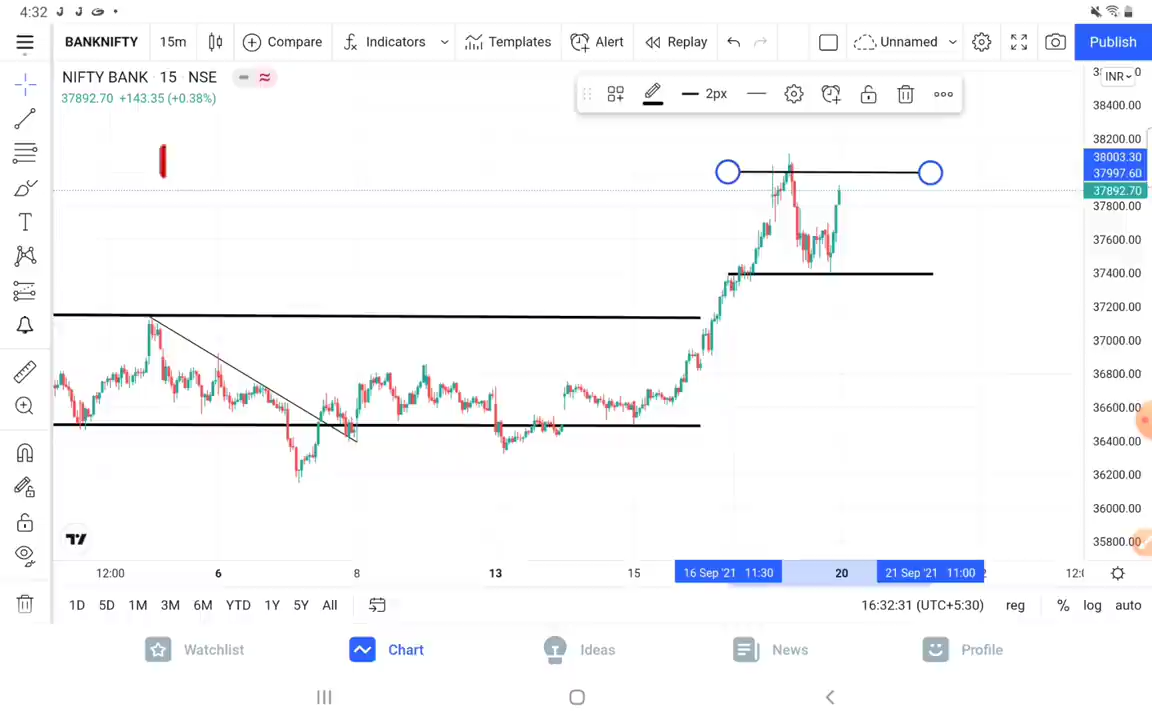 4:32
BANKNIFTY 15m Compare Indicators Templates Alert Replay Unnamed Publish
NIFTY BANK · 15 · NSE
37892.70 +143.35 (+0.38%)
2px
INR
38400.00
38200.00
38003.30
37997.60
37892.70
37800.00
37600.00
37400.00
37200.00
37000.00
36800.00
36600.00
36400.00
36200.00
36000.00
35800.00
12:00 6 8 13 15 16 Sep '21 11:30 20 21 Sep '21 11:00
1D 5D 1M 3M 6M YTD 1Y 5Y All 16:32:31 (UTC+5:30) reg % log auto
Watchlist Chart Ideas News Profile